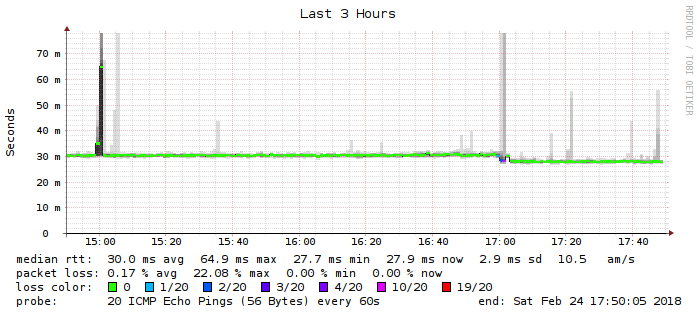 Last 3 Hours
RRDTOOL / TOBI OETIKER
Seconds
70 m
60 m
50 m
40 m
30 m
20 m
10 m
0
15:00 15:20 15:40 16:00 16:20 16:40 17:00 17:20 17:40
median rtt: 30.0 ms avg 64.9 ms max 27.7 ms min 27.9 ms now 2.9 ms sd 10.5 am/s
packet loss: 0.17 % avg 22.08 % max 0.00 % min 0.00 % now
loss color: 0 1/20 2/20 3/20 4/20 10/20 19/20
probe: 20 ICMP Echo Pings (56 Bytes) every 60s end: Sat Feb 24 17:50:05 2018